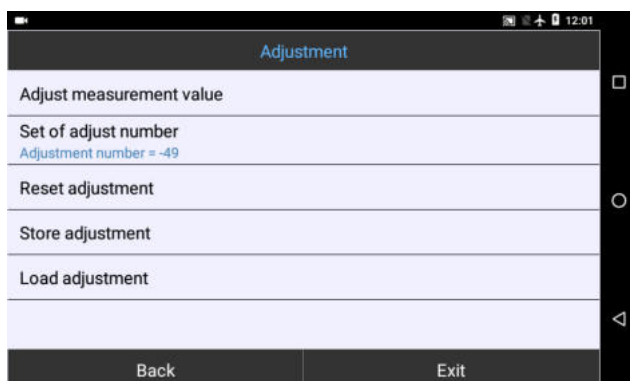 12:01
Adjustment
Adjust measurement value
Set of adjust number
Adjustment number = -49
Reset adjustment
Store adjustment
Load adjustment
Back Exit